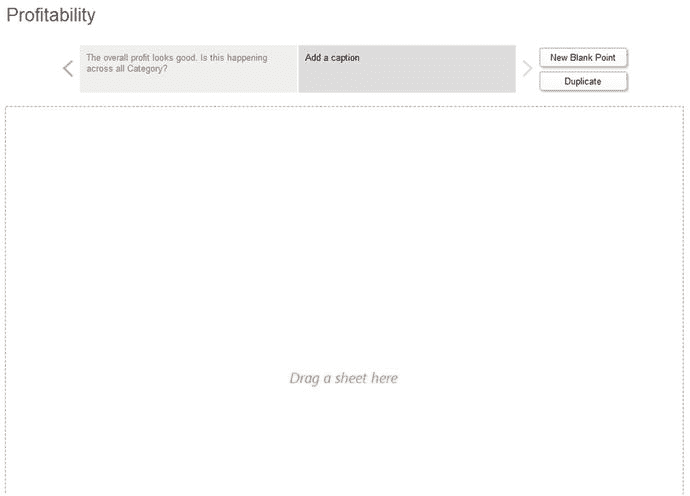 Profitability
The overall profit looks good. Is this happening
across all Category?
Add a caption
New Blank Point
Duplicate
Drag a sheet here